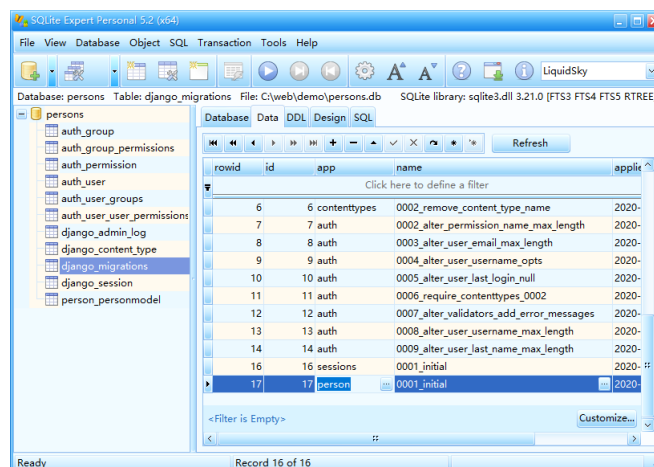 SQLite Expert Personal 5.2 (x64)
File View Database Object SQL Transaction Tools Help
LiquidSky
Database: persons Table: django_migrations File: C:\web\demo\persons.db SQLite library: sqlite3.dll 3.21.0 [FTS3 FTS4 FTS5 RTREE
persons
auth_group
auth_group_permissions
auth_permission
auth_user
auth_user_groups
auth_user_user_permissions
django_admin_log
django_content_type
django_migrations
django_session
person_personmodel
Database Data DDL Design SQL
Refresh
rowid id app name applie
Click here to define a filter
6 6 contenttypes 0002_remove_content_type_name 2020-
7 7 auth 0002_alter_permission_name_max_length 2020-
8 8 auth 0003_alter_user_email_max_length 2020-
9 9 auth 0004_alter_user_username_opts 2020-
10 10 auth 0005_alter_user_last_login_null 2020-
11 11 auth 0006_require_contenttypes_0002 2020-
12 12 auth 0007_alter_validators_add_error_messages 2020-
13 13 auth 0008_alter_user_username_max_length 2020-
14 14 auth 0009_alter_user_last_name_max_length 2020-
16 16 sessions 0001_initial 2020-
17 17 person 0001_initial 2020-
<Filter is Empty> Customize...
Ready Record 16 of 16